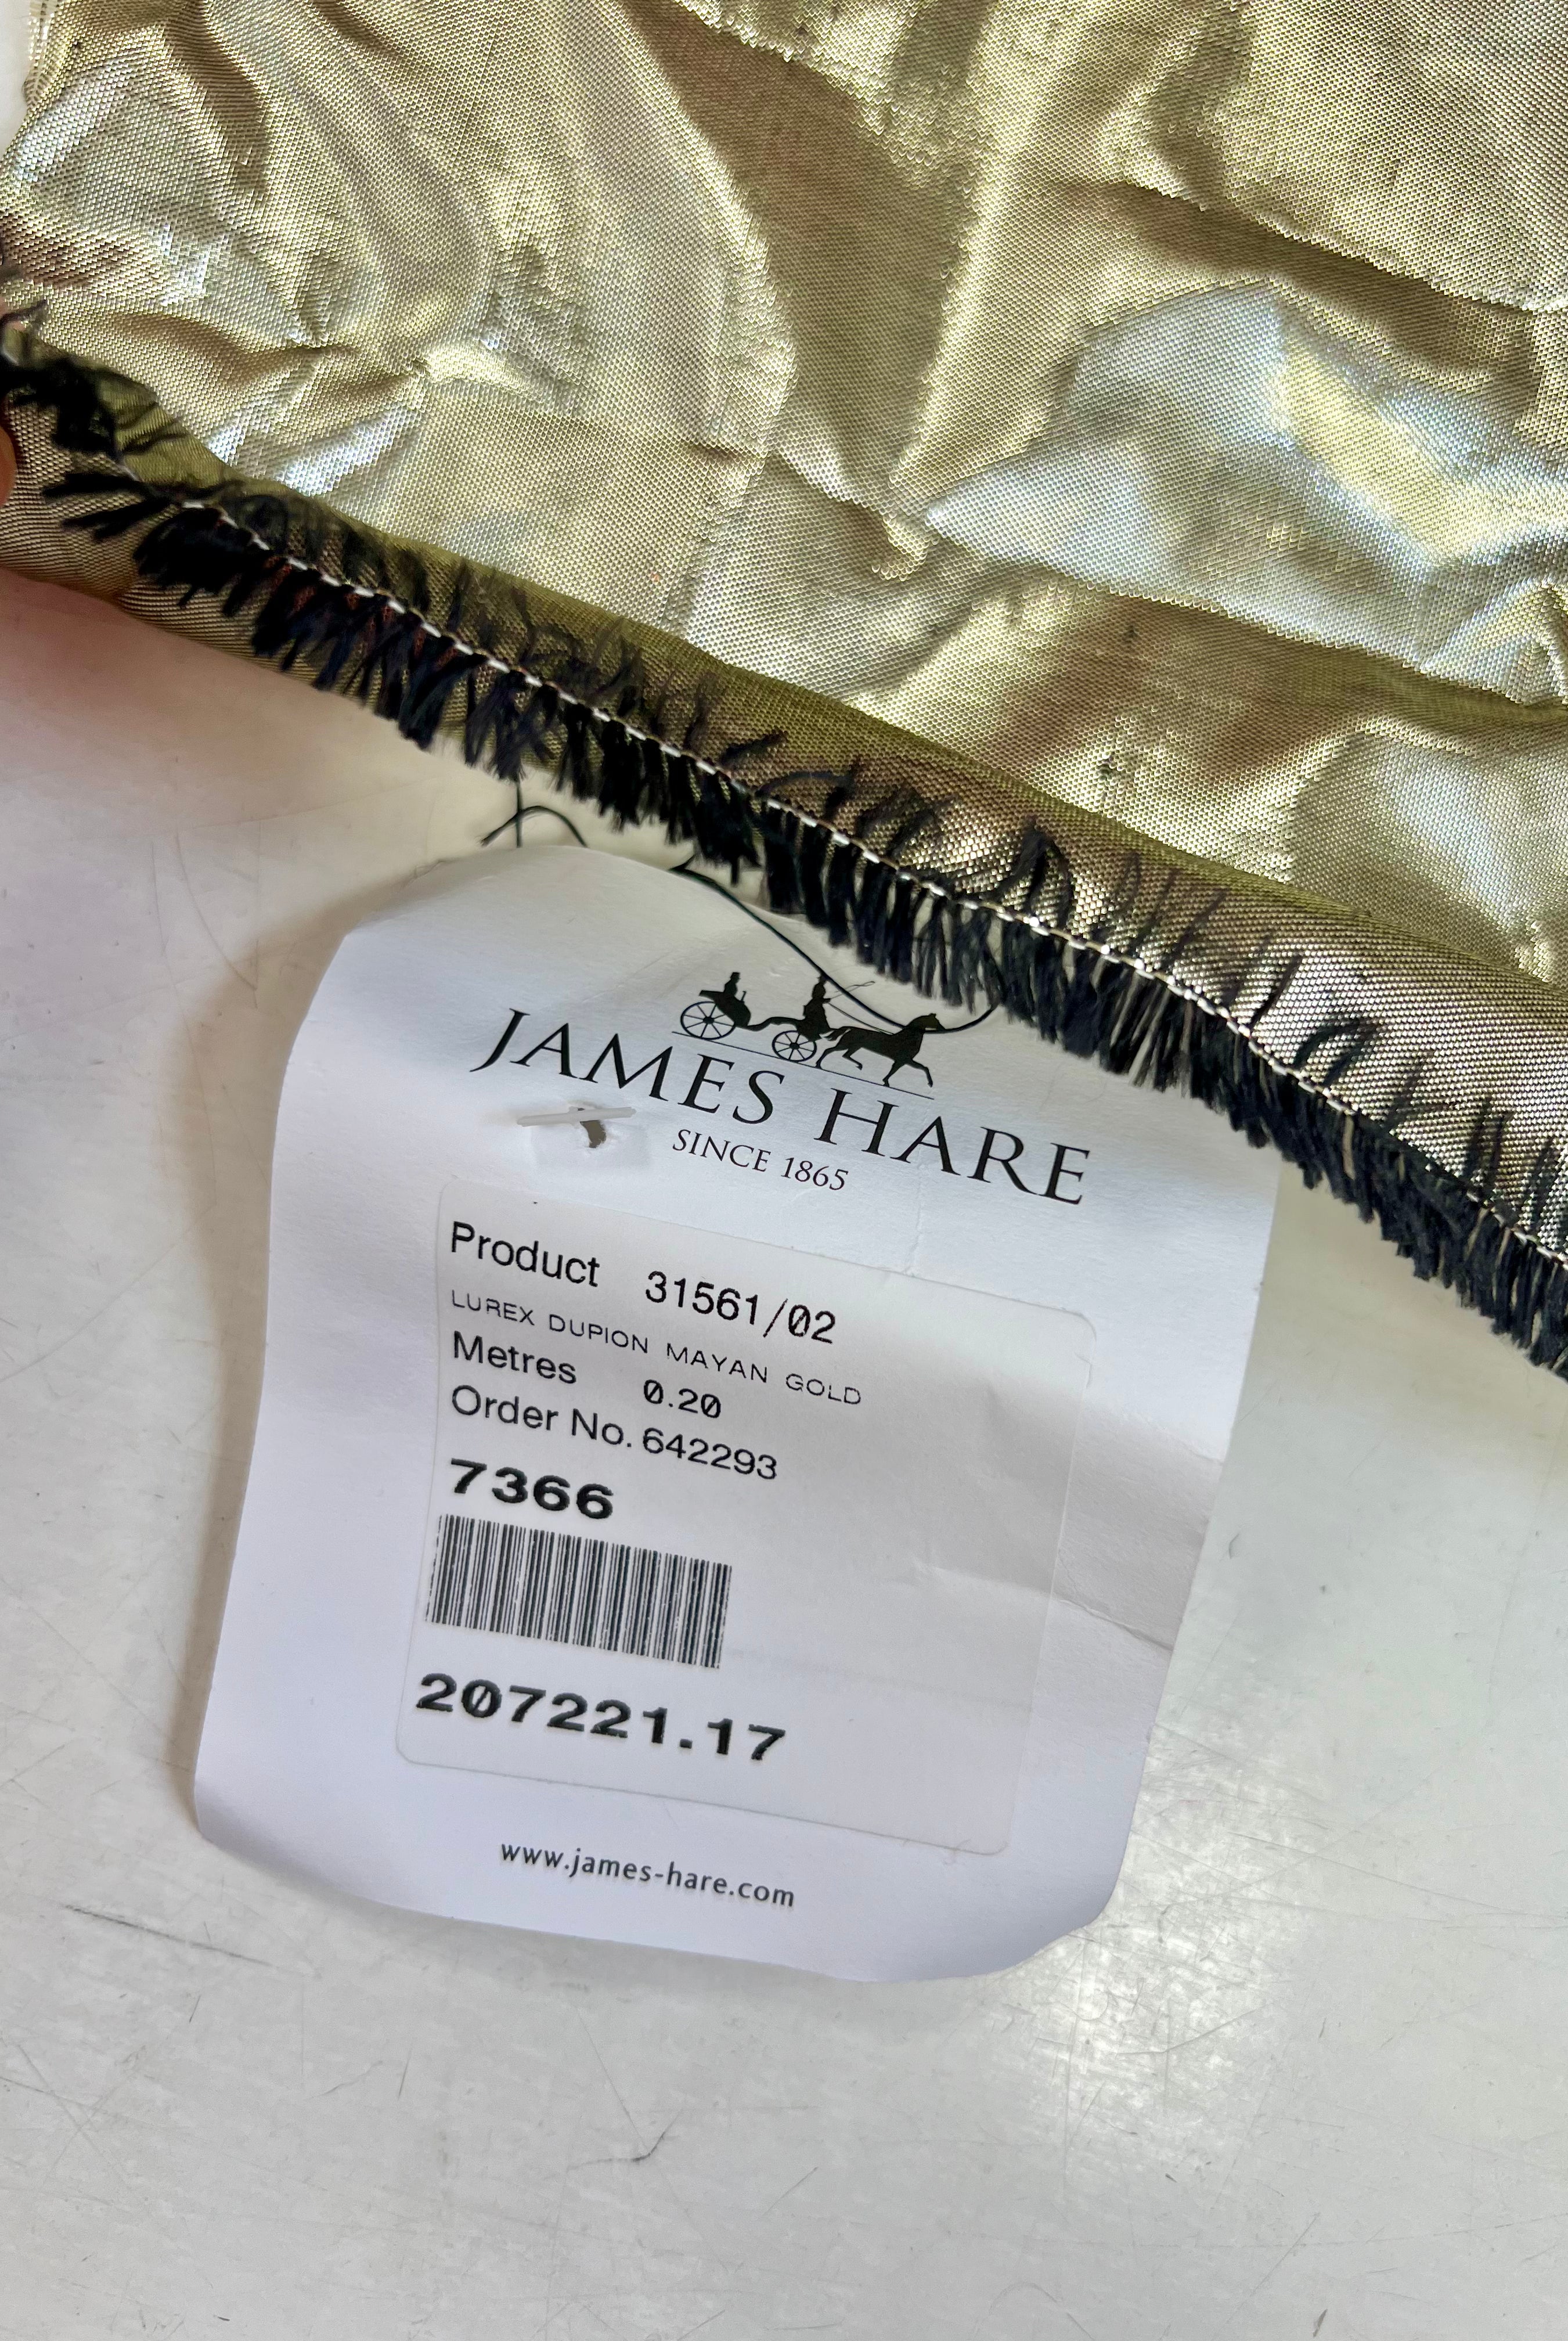 JAMES HARE
SINCE 1865
Product 31561/02
LUREX DUPION MAYAN GOLD
Metres 0.20
Order No. 642293
7366
207221.17
www.james-hare.com